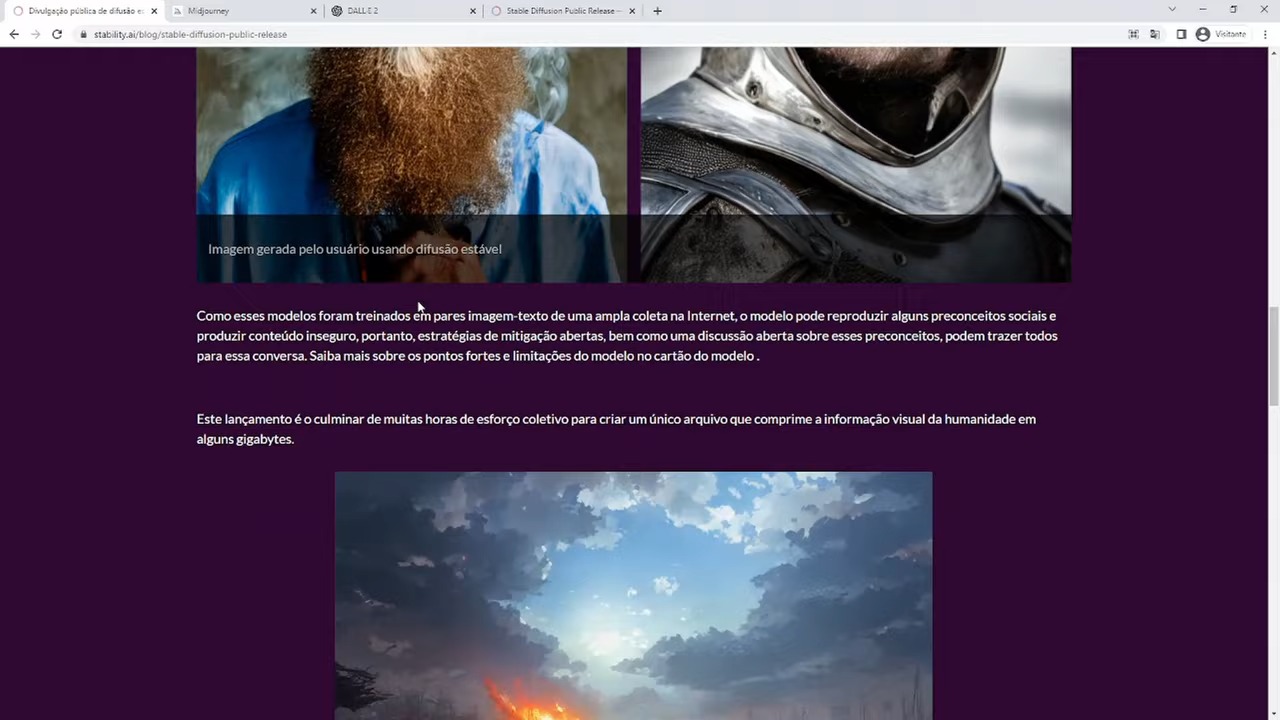 Divulgação pública de difusão es
Midjourney
DALL·E 2
Stable Diffusion Public Release —
stability.ai/blog/stable-diffusion-public-release
Visitante
Imagem gerada pelo usuário usando difusão estável
Como esses modelos foram treinados em pares imagem-texto de uma ampla coleta na Internet, o modelo pode reproduzir alguns preconceitos sociais e
produzir conteúdo inseguro, portanto, estratégias de mitigação abertas, bem como uma discussão aberta sobre esses preconceitos, podem trazer todos
para essa conversa. Saiba mais sobre os pontos fortes e limitações do modelo no cartão do modelo .
Este lançamento é o culminar de muitas horas de esforço coletivo para criar um único arquivo que comprime a informação visual da humanidade em
alguns gigabytes.